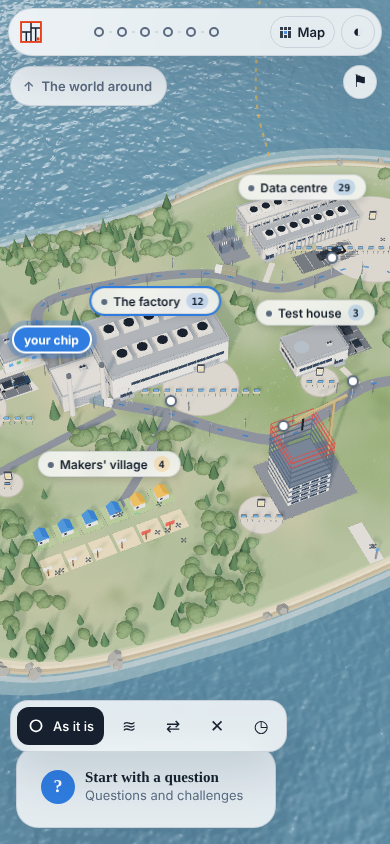 Map
The world around
Data centre 29
The factory 12
Test house 3
your chip
Makers' village 4
As it is
? Start with a question
Questions and challenges